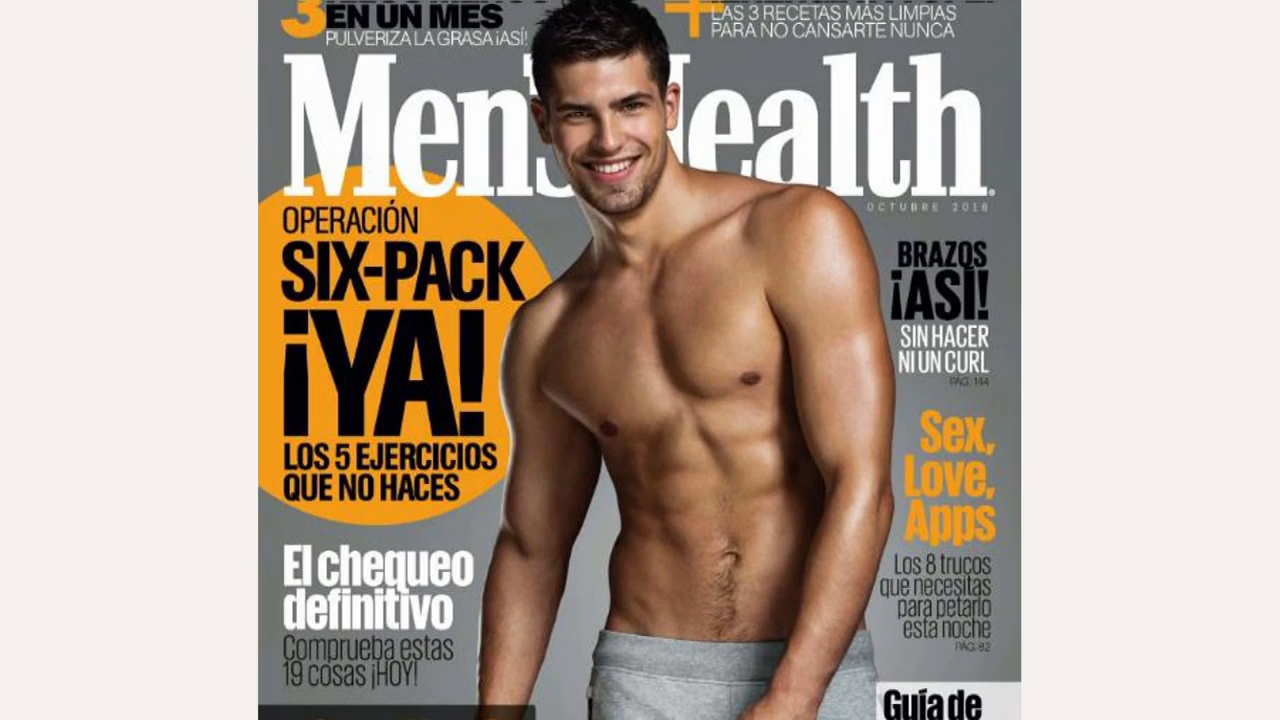 3
EN UN MES
PULVERIZA LA GRASA ¡ASÍ!
+
LAS 3 RECETAS MÁS LIMPIAS
PARA NO CANSARTE NUNCA
Men's Health
OCTUBRE 2016
OPERACIÓN
SIX-PACK
¡YA!
LOS 5 EJERCICIOS
QUE NO HACES
El chequeo
definitivo
Comprueba estas
19 cosas ¡HOY!
BRAZOS
¡ASÍ!
SIN HACER
NI UN CURL
PÁG. 144
Sex,
Love,
Apps
Los 8 trucos
que necesitas
para petarlo
esta noche
PÁG. 82
Guía de